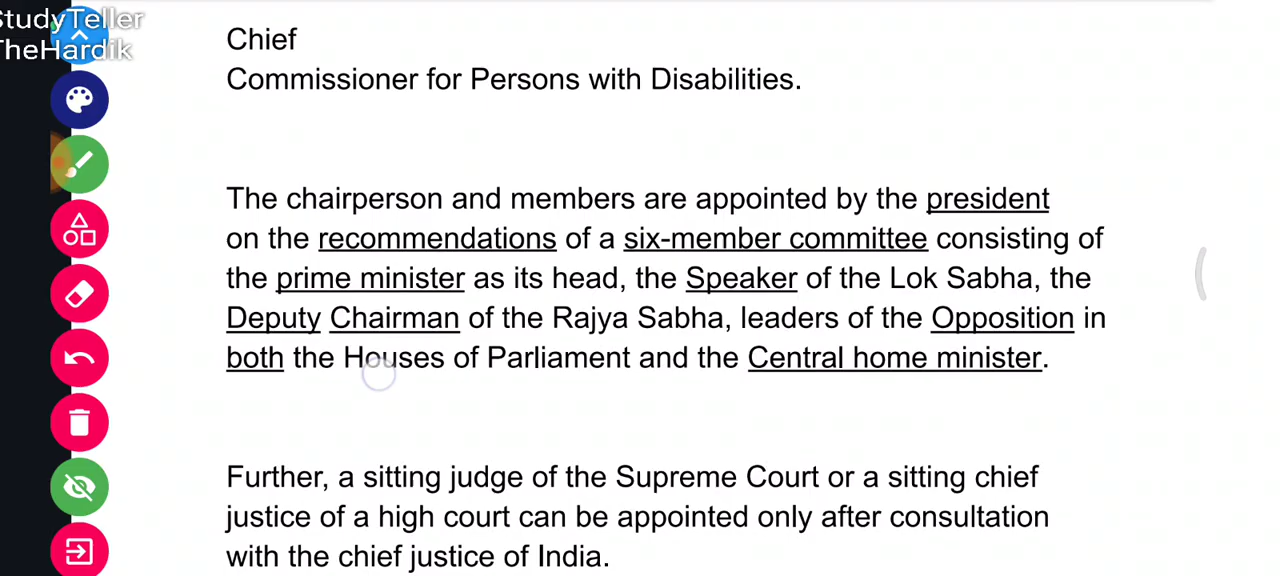 StudyTeller
TheHardik
Chief
Commissioner for Persons with Disabilities.
The chairperson and members are appointed by the president
on the recommendations of a six-member committee consisting of
the prime minister as its head, the Speaker of the Lok Sabha, the
Deputy Chairman of the Rajya Sabha, leaders of the Opposition in
both the Houses of Parliament and the Central home minister.
Further, a sitting judge of the Supreme Court or a sitting chief
justice of a high court can be appointed only after consultation
with the chief justice of India.